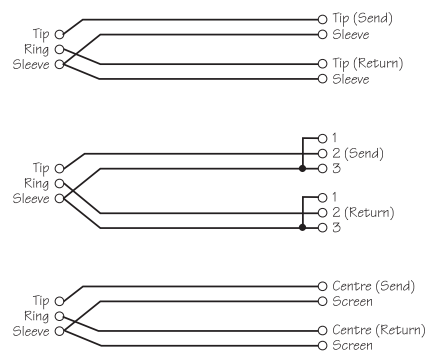 Tip (Send)
Tip
Sleeve
Ring
Sleeve
Tip (Return)
Sleeve
1
Tip
2 (Send)
3
Ring
Sleeve
1
2 (Return)
3
Centre (Send)
Tip
Screen
Ring
Sleeve
Centre (Return)
Screen